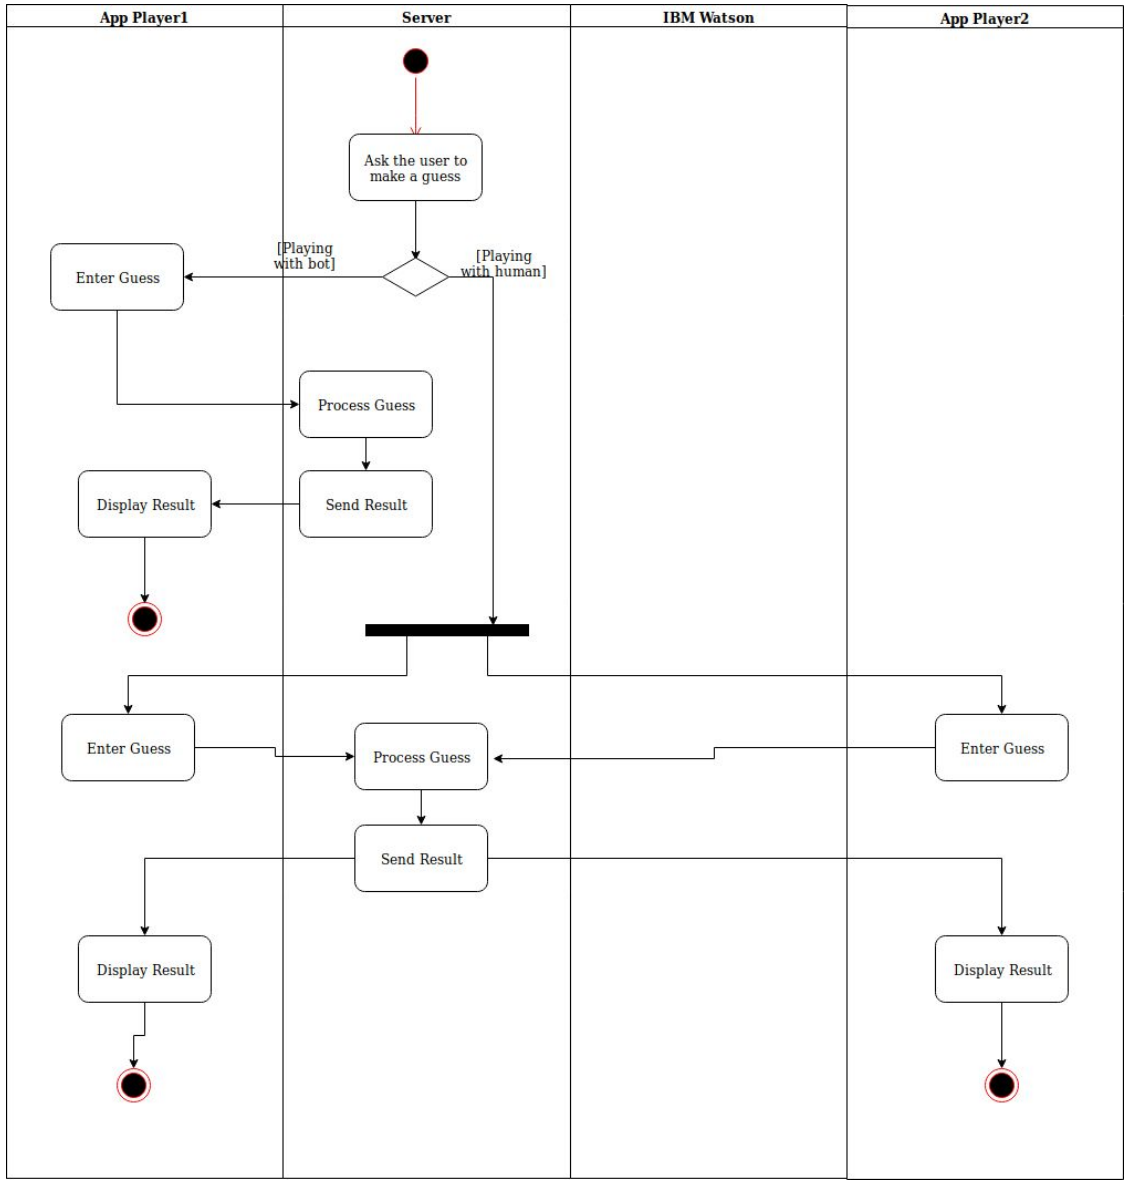 App Player1
Server
IBM Watson
App Player2
Ask the user to
make a guess
[Playing
with bot]
[Playing
with human]
Enter Guess
Process Guess
Display Result
Send Result
Enter Guess
Process Guess
Enter Guess
Send Result
Display Result
Display Result